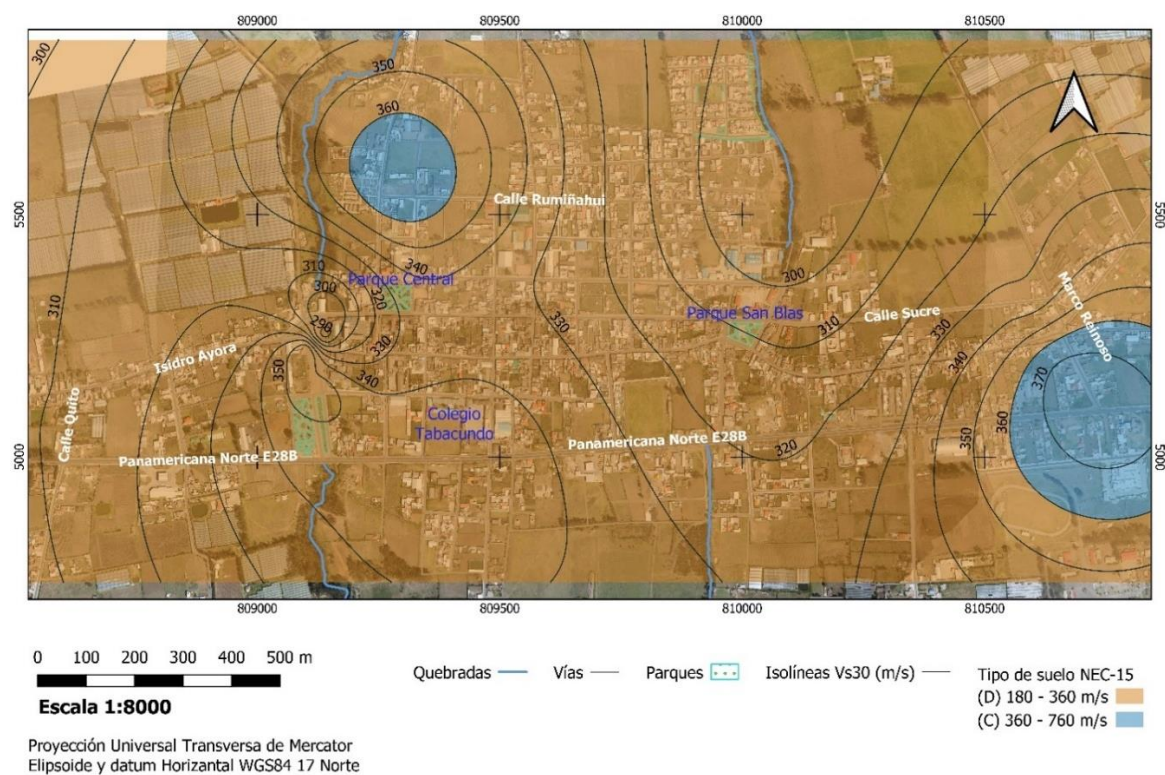 809000 809500 810000 810500
300
350
360
5500
Calle Rumiñahui
5500
310
340
300
310
Parque Central
300
320
Parque San Blas
Calle Sucre
Marco Reinoso
290
330
310
330
330
310
Isidro Ayora
350
340
340
370
Calle Quito
Colegio
Tabacundo
360
350
320
5000
Panamericana Norte E28B
Panamericana Norte E28B
5000
809000 809500 810000 810500
0 100 200 300 400 500 m
Escala 1:8000
Quebradas Vías Parques Isolíneas Vs30 (m/s)
Tipo de suelo NEC-15
(D) 180 - 360 m/s
(C) 360 - 760 m/s
Proyección Universal Transversa de Mercator
Elipsoide y datum Horizantal WGS84 17 Norte